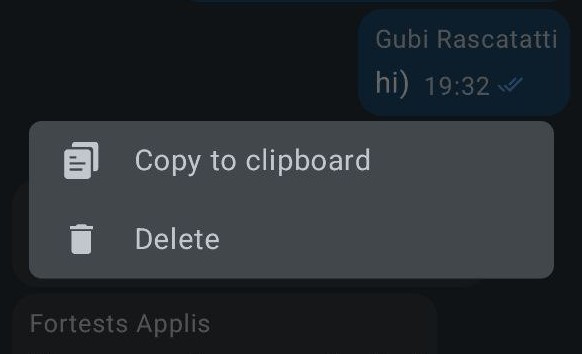 Gubi Rascatatti
hi) 19:32
Copy to clipboard
Delete
Fortests Applis